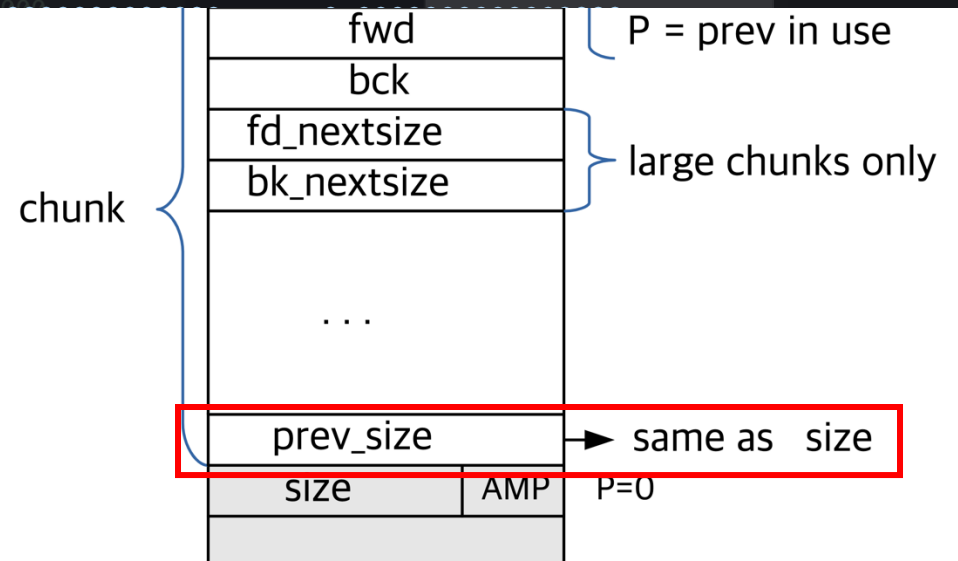 fwd
P = prev in use
bck
fd_nextsize
large chunks only
bk_nextsize
chunk
. . .
prev_size
same as size
size
AMP
P=0